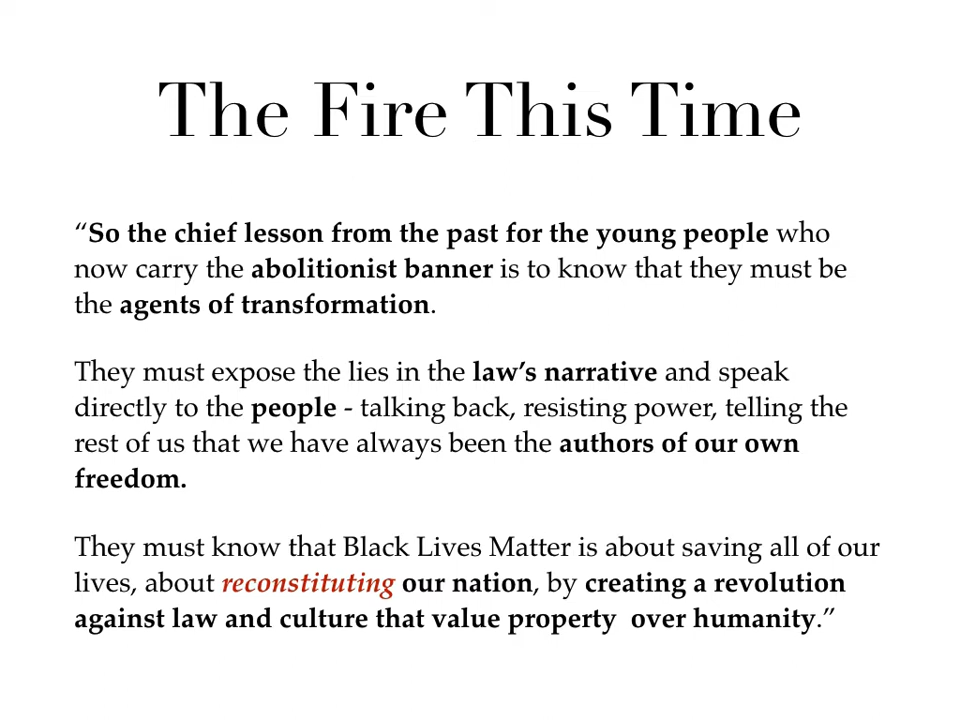 The Fire This Time
“So the chief lesson from the past for the young people who
now carry the abolitionist banner is to know that they must be
the agents of transformation.
They must expose the lies in the law’s narrative and speak
directly to the people - talking back, resisting power, telling the
rest of us that we have always been the authors of our own
freedom.
They must know that Black Lives Matter is about saving all of our
lives, about reconstituting our nation, by creating a revolution
against law and culture that value property  over humanity.”